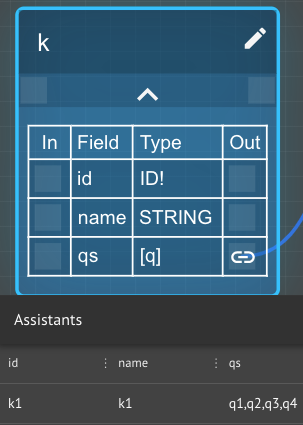 k
In Field Type Out
id ID!
name STRING
qs [q]
Assistants
id name qs
k1 k1 q1,q2,q3,q4